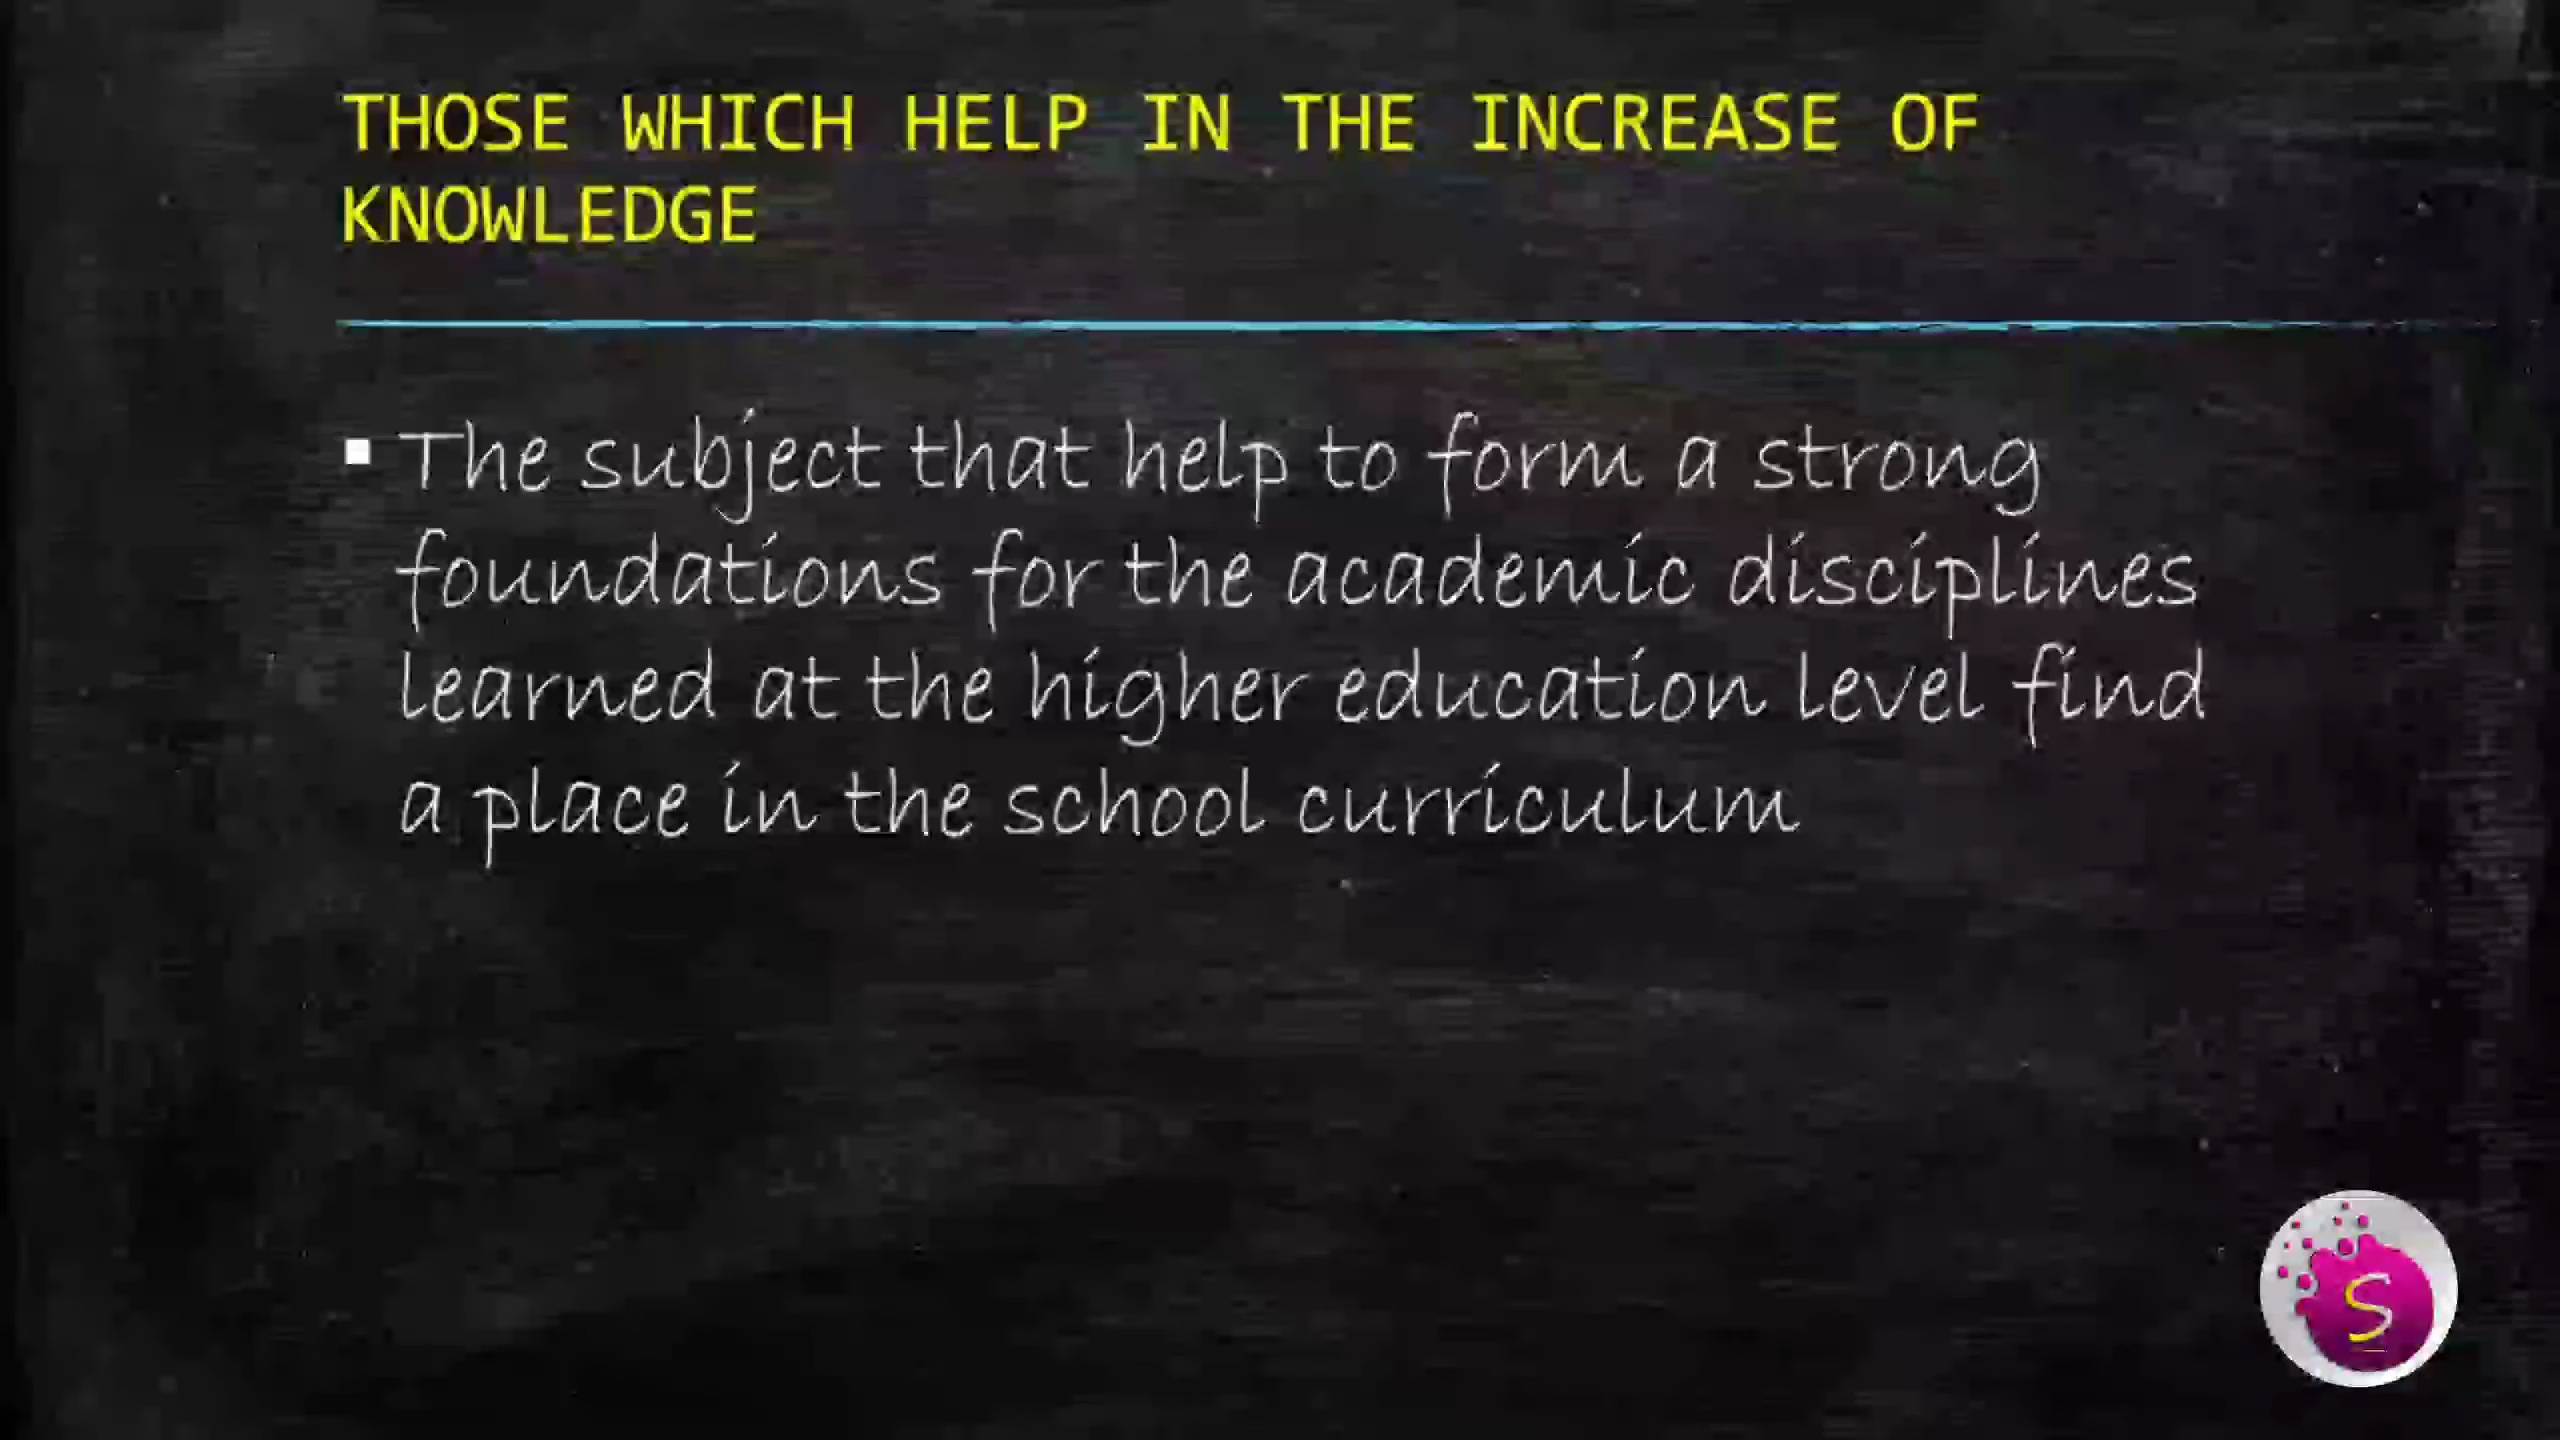 THOSE WHICH HELP IN THE INCREASE OF
KNOWLEDGE
▪ The subject that help to form a strong
foundations for the academic disciplines
learned at the higher education level find
a place in the school curriculum
S